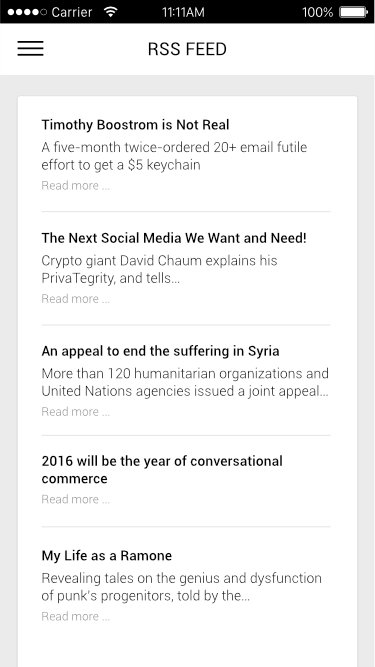 Carrier 11:11AM 100%
RSS FEED
Timothy Boostrom is Not Real
A five-month twice-ordered 20+ email futile
effort to get a $5 keychain
Read more ...
The Next Social Media We Want and Need!
Crypto giant David Chaum explains his
PrivaTegrity, and tells...
Read more ...
An appeal to end the suffering in Syria
More than 120 humanitarian organizations and
United Nations agencies issued a joint appeal...
Read more ...
2016 will be the year of conversational
commerce
Read more ...
My Life as a Ramone
Revealing tales on the genius and dysfunction
of punk's progenitors, told by the...
Read more ...